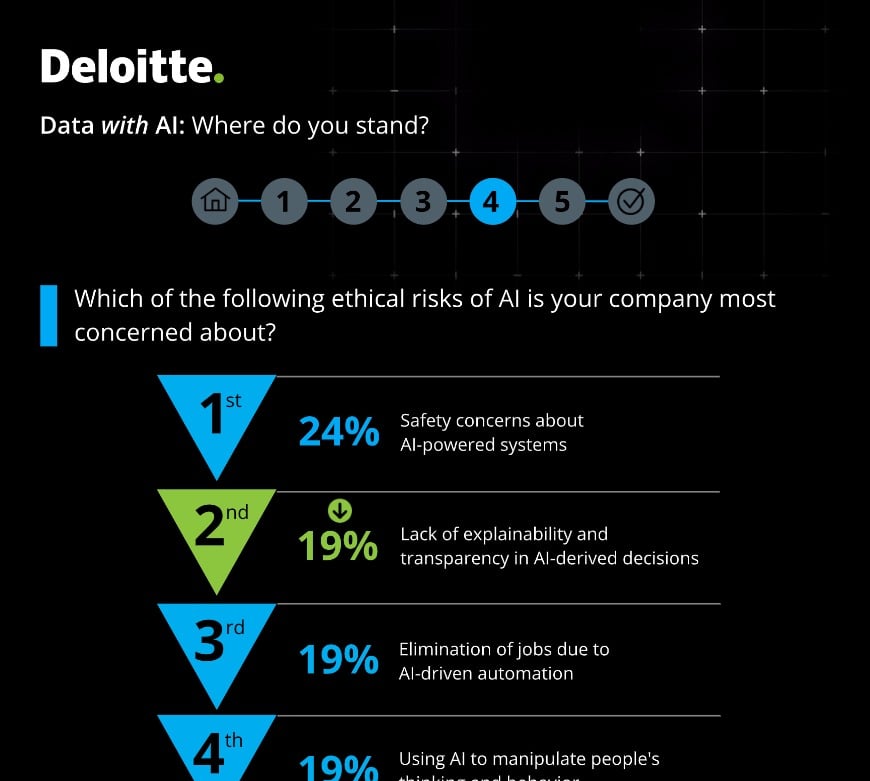 Deloitte.
Data with AI: Where do you stand?
1 2 3 4 5
Which of the following ethical risks of AI is your company most
concerned about?
1st
24%
Safety concerns about
AI-powered systems
2nd
19%
Lack of explainability and
transparency in AI-derived decisions
3rd
19%
Elimination of jobs due to
AI-driven automation
4th
19%
Using AI to manipulate people's
thinking and behavior